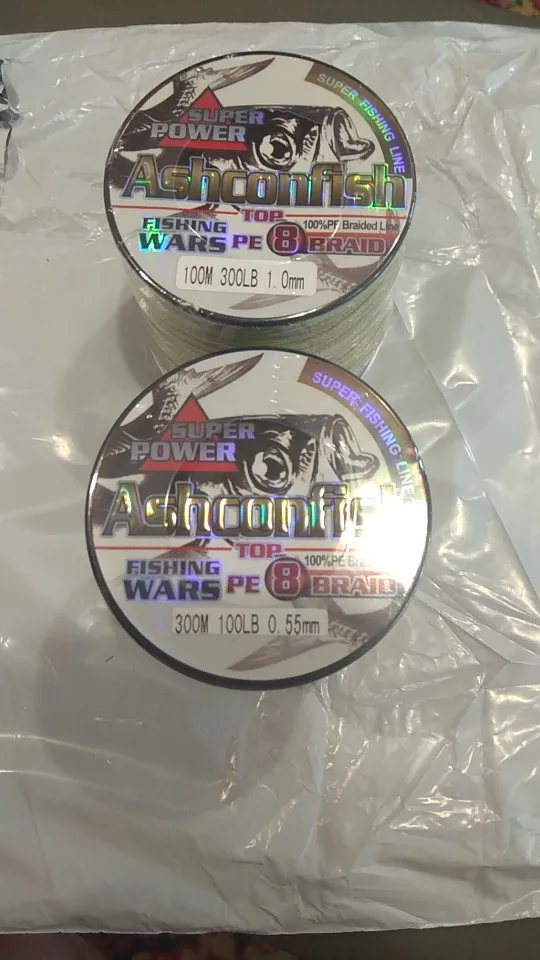 SUPER FISHING LINE
SUPER
POWER
Ashconfish
TOP
100%PE Braided Line
FISHING
WARS PE 8 BRAID
100M 300LB 1.0mm
SUPER FISHING LINE
SUPER
POWER
Ashconfish
TOP
100%PE
FISHING
WARS PE 8 BRAID
300M 100LB 0.55mm